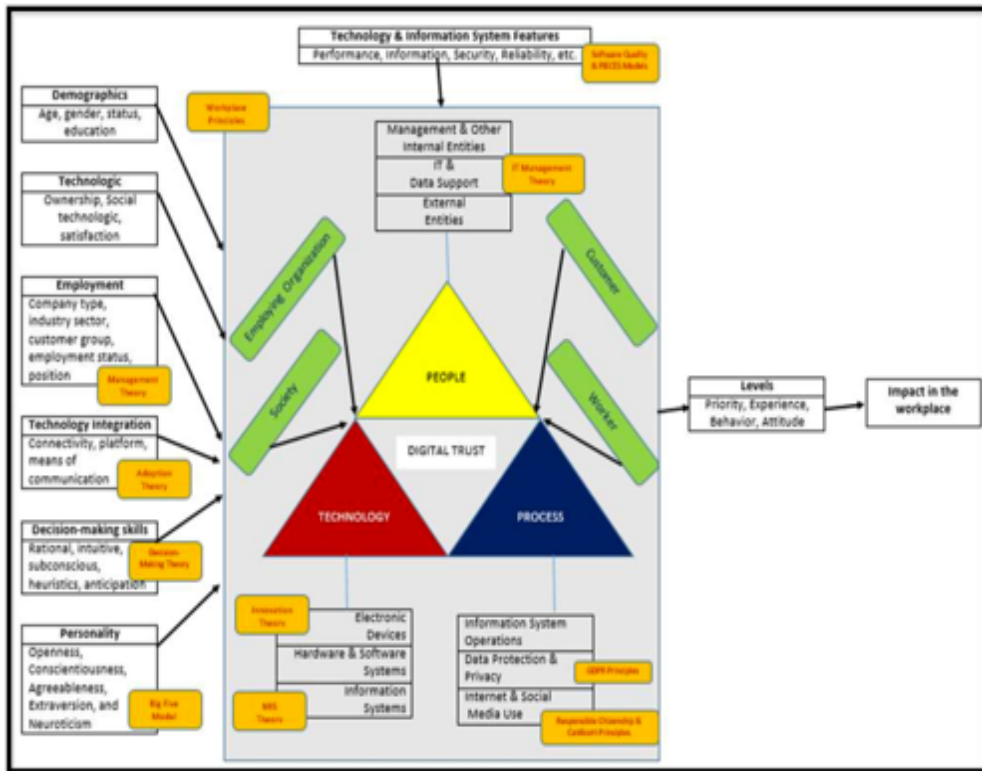 Technology & Information System Features
Performance, Information, Security, Reliability, etc.
Software Quality
& PIECES Models
Demographics
Age, gender, status,
education
Technologic
Ownership, Social
technologic,
satisfaction
Employment
Company type,
industry sector,
customer group,
employment status,
position
Management
Theory
Technology Integration
Connectivity, platform,
means of
communication
Adoption
Theory
Decision-making skills
Rational, intuitive,
subconscious,
heuristics, anticipation
Decision-
Making Theory
Personality
Openness,
Conscientiousness,
Agreeableness,
Extraversion, and
Neuroticism
Big Five
Model
Workplace
Principles
Management & Other
Internal Entities
IT &
Data Support
External
Entities
IT Management
Theory
Employing Organization
Society
Customer
Worker
PEOPLE
DIGITAL TRUST
TECHNOLOGY
PROCESS
Innovation
Theory
Electronic
Devices
Hardware & Software
Systems
Information
Systems
MIS
Theory
Information System
Operations
Data Protection &
Privacy
Internet & Social
Media Use
GDPR Principles
Responsible Citizenship &
Principles
Levels
Priority, Experience,
Behavior, Attitude
Impact in the
workplace